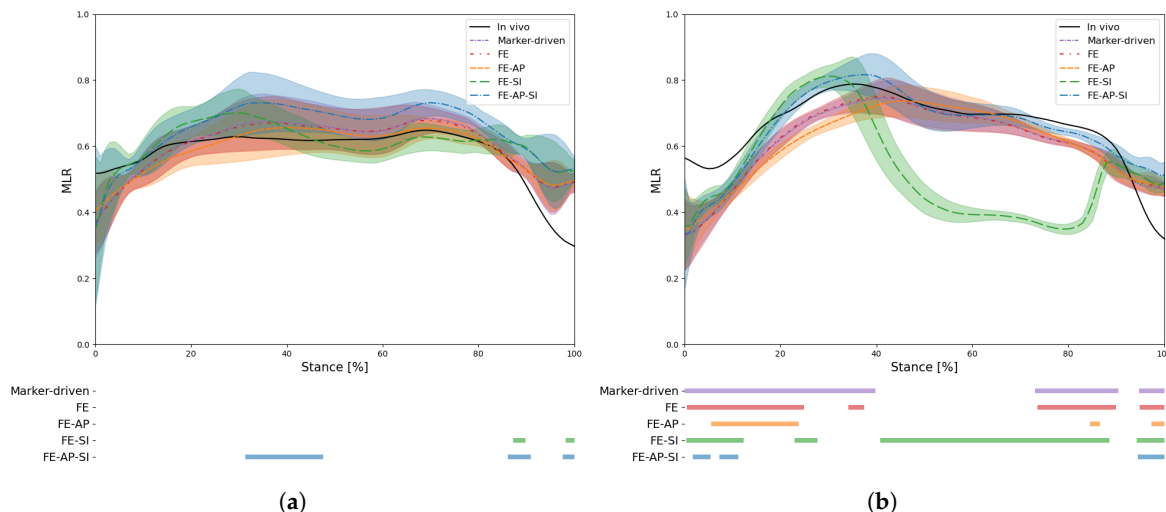 1.0
0.8
0.6
0.4
0.2
0.0
MLR
In vivo
Marker-driven
FE
FE-AP
FE-SI
FE-AP-SI
0 20 40 60 80 100
Stance [%]
Marker-driven
FE
FE-AP
FE-SI
FE-AP-SI
(a)
1.0
0.8
0.6
0.4
0.2
0.0
MLR
In vivo
Marker-driven
FE
FE-AP
FE-SI
FE-AP-SI
0 20 40 60 80 100
Stance [%]
Marker-driven
FE
FE-AP
FE-SI
FE-AP-SI
(b)